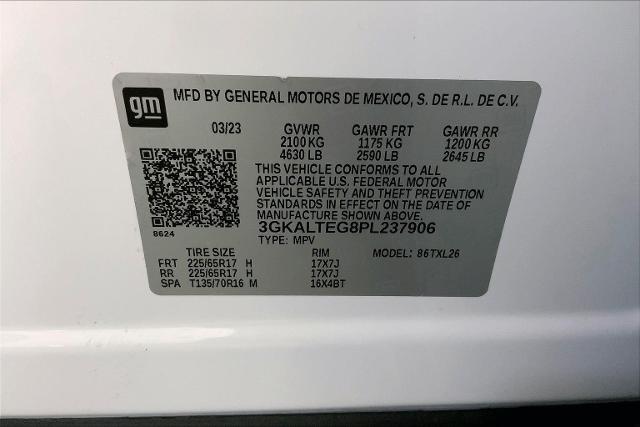 gm MFD BY GENERAL MOTORS DE MEXICO, S. DE R.L. DE C.V.
03/23 GVWR GAWR FRT GAWR RR
2100 KG 1175 KG 1200 KG
4630 LB 2590 LB 2645 LB
THIS VEHICLE CONFORMS TO ALL
APPLICABLE U.S. FEDERAL MOTOR
VEHICLE SAFETY AND THEFT PREVENTION
STANDARDS IN EFFECT ON THE DATE OF
MANUFACTURE SHOWN ABOVE.
8624 3GKALTEG8PL237906
TYPE: MPV
TIRE SIZE RIM MODEL: 86TXL26
FRT 225/65R17 H 17X7J
RR 225/65R17 H 17X7J
SPA T135/70R16 M 16X4BT